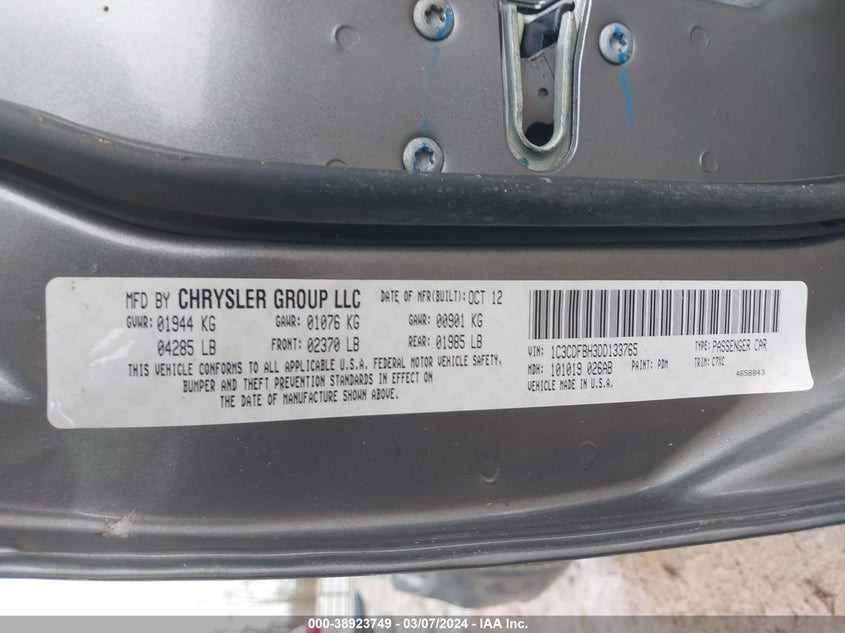 MFD BY CHRYSLER GROUP LLC DATE OF MFR(BUILT): OCT 12
GVWR: 01944 KG GAWR: 01076 KG GAWR: 00901 KG
04285 LB FRONT: 02370 LB REAR: 01985 LB
THIS VEHICLE CONFORMS TO ALL APPLICABLE U.S.A. FEDERAL MOTOR VEHICLE SAFETY,
BUMPER AND THEFT PREVENTION STANDARDS IN EFFECT ON
THE DATE OF MANUFACTURE SHOWN ABOVE.
VIN: 1C3CDFBH3DD133765 TYPE: PASSENGER CAR
MDH: 101019 026AB PAINT: PDM TRIM: C7XC
VEHICLE MADE IN U.S.A. 4658843
000-38923749 — 03/07/2024 — IAA Inc.